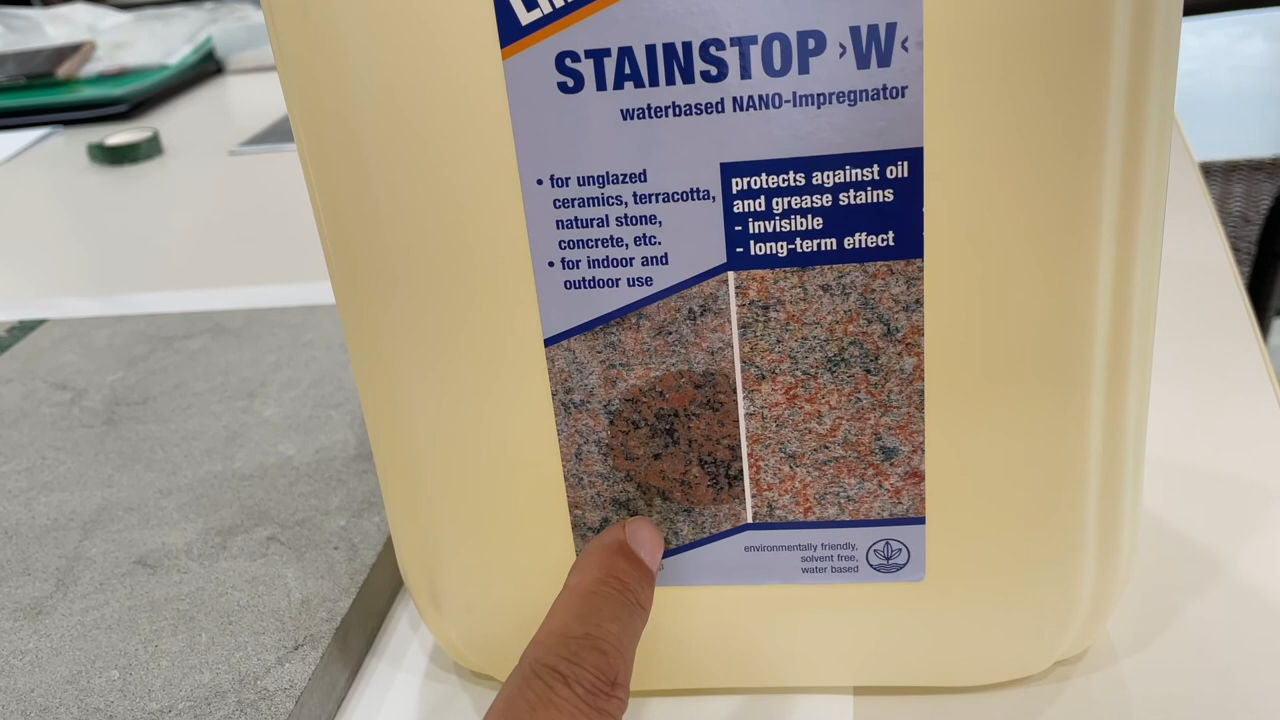 STAINSTOP ›W‹
waterbased NANO-Impregnator
• for unglazed
ceramics, terracotta,
natural stone,
concrete, etc.
• for indoor and
outdoor use
protects against oil
and grease stains
- invisible
- long-term effect
environmentally friendly,
solvent free,
water based